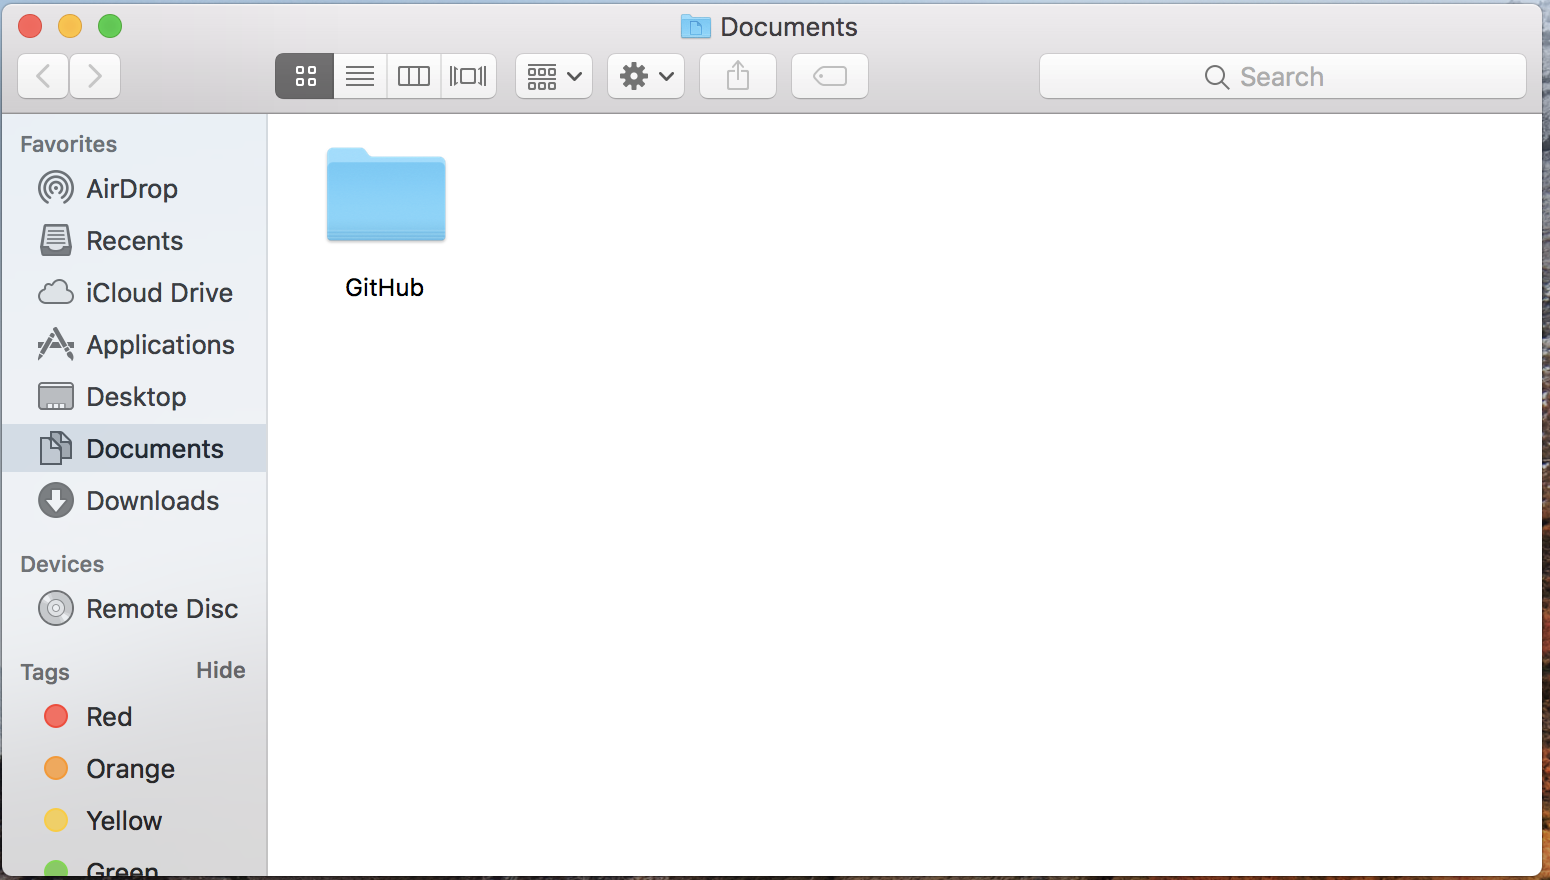 Documents
Search
Favorites
AirDrop
Recents
iCloud Drive
Applications
Desktop
Documents
Downloads
Devices
Remote Disc
Tags Hide
Red
Orange
Yellow
Green
GitHub